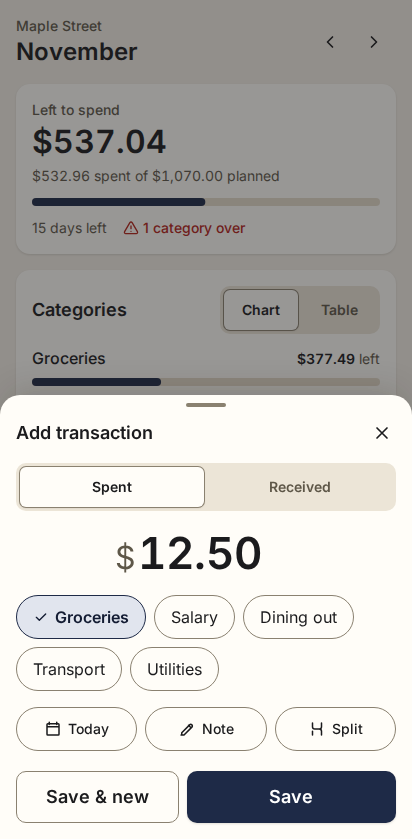 Maple Street
November
Left to spend
$537.04
$532.96 spent of $1,070.00 planned
15 days left 1 category over
Categories Chart Table
Groceries $377.49 left
Add transaction
Spent Received
$12.50
Groceries Salary Dining out
Transport Utilities
Today Note Split
Save & new Save